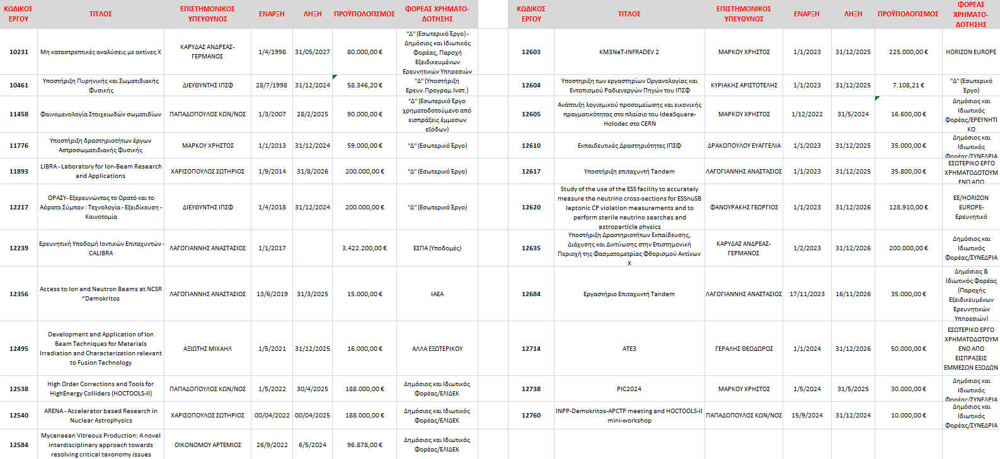 ΚΩΔΙΚΟΣ ΕΡΓΟΥ ΤΙΤΛΟΣ ΕΠΙΣΤΗΜΟΝΙΚΟΣ ΥΠΕΥΘΥΝΟΣ ΕΝΑΡΞΗ ΛΗΞΗ ΠΡΟΫΠΟΛΟΓΙΣΜΟΣ ΦΟΡΕΑΣ ΧΡΗΜΑΤΟ-ΔΟΤΗΣΗΣ
10231 Μη καταστρεπτικές αναλύσεις με ακτίνες Χ ΚΑΡΥΔΑΣ ΑΝΔΡΕΑΣ-ΓΕΡΜΑΝΟΣ 1/4/1998 31/05/2027 80.000,00 € "Δ" (Εσωτερικό Έργο) - Δημόσιος και Ιδιωτικός Φορέας, Παροχή Εξειδικευμένων Ερευνητικών Υπηρεσιών
10461 Υποστήριξη Πυρηνικής και Σωματιδιακής Φυσικής ΔΙΕΥΘΥΝΤΗΣ ΙΠΣΦ 28/7/1998 31/12/2024 58.346,20 € "Δ" (Υποστήριξη Ερευν.Προγραμ.Ινστ.)
11458 Φαινομενολογία Στοιχειωδών σωματιδίων ΠΑΠΑΔΟΠΟΥΛΟΣ ΚΩΝ/ΝΟΣ 1/3/2007 28/2/2025 90.000,00 € "Δ" (Εσωτερικό Έργο χρηματοδοτούμενο από εισπράξεις έμμεσων εξόδων)
11776 Υποστήριξη δραστηριοτήτων έργων Αστροσωματιδιακής Φυσικής ΜΑΡΚΟΥ ΧΡΗΣΤΟΣ 1/1/2013 31/12/2024 59.000,00 € "Δ" (Εσωτερικό Έργο)
11893 LIBRA - Laboratory for Ion-Beam Research and Applications ΧΑΡΙΣΟΠΟΥΛΟΣ ΣΩΤΗΡΙΟΣ 1/9/2014 31/8/2026 200.000,00 € "Δ" (Εσωτερικό Έργο)
12217 ΟΡΑΣΥ- Εξερευνώντας το Ορατό και το Αόρατο Σύμπαν : Τεχνολογία - Εξειδίκευση - Καινοτομία ΔΙΕΥΘΥΝΤΗΣ ΙΠΣΦ 1/4/2018 31/12/2024 200.000,00 € "Δ" (Εσωτερικό Έργο)
12239 Ερευνητική Υποδομή Ιοντικών Επιταχυντών - CALIBRA ΛΑΓΟΓΙΑΝΝΗΣ ΑΝΑΣΤΑΣΙΟΣ 1/1/2017 3.422.200,00 € ΕΣΠΑ (Υποδομές)
12356 Access to Ion and Neutron Beams at NCSR “Demokritos ΛΑΓΟΓΙΑΝΝΗΣ ΑΝΑΣΤΑΣΙΟΣ 13/6/2019 31/3/2025 15.000,00 € IAEA
12495 Development and Application of Ion Beam Techniques for Materials Irradiation and Characterization relevant to Fusion Technology ΑΞΙΩΤΗΣ ΜΙΧΑΗΛ 1/5/2021 31/12/2025 16.000,00 € ΑΛΛΑ ΕΞΩΤΕΡΙΚΟΥ
12538 High Order Corrections and Tools for HighEnergy Colliders (HOCTOOLS-II) ΠΑΠΑΔΟΠΟΥΛΟΣ ΚΩΝ/ΝΟΣ 1/5/2022 30/4/2025 188.000,00 € Δημόσιος και Ιδιωτικός Φορέας/ΕΛΙΔΕΚ
12540 ARENA - Accelerator based Research in Nuclear Astrophysics ΧΑΡΙΣΟΠΟΥΛΟΣ ΣΩΤΗΡΙΟΣ 00/04/2022 00/04/2025 188.000,00 € Δημόσιος και Ιδιωτικός Φορέας/ΕΛΙΔΕΚ
12584 Mycenaean Vitreous Production: A novel interdisciplinary approach towards resolving critical taxonomy issues ΟΙΚΟΝΟΜΟΥ ΑΡΤΕΜΙΟΣ 26/9/2022 6/5/2024 96.878,00 € Δημόσιος και Ιδιωτικός Φορέας/ΕΛΙΔΕΚ
ΚΩΔΙΚΟΣ ΕΡΓΟΥ ΤΙΤΛΟΣ ΕΠΙΣΤΗΜΟΝΙΚΟΣ ΥΠΕΥΘΥΝΟΣ ΕΝΑΡΞΗ ΛΗΞΗ ΠΡΟΫΠΟΛΟΓΙΣΜΟΣ ΦΟΡΕΑΣ ΧΡΗΜΑΤΟ-ΔΟΤΗΣΗΣ
12603 KM3NeT-INFRADEV 2 ΜΑΡΚΟΥ ΧΡΗΣΤΟΣ 1/1/2023 31/12/2025 225.000,00 € HORIZON EUROPE
12604 Υποστηριξη των εργαστηρίων Οργανολογίας και Εντοπισμού Ραδιενεργών Πηγών του ΙΠΣΦ ΚΥΡΙΑΚΗΣ ΑΡΙΣΤΟΤΕΛΗΣ 1/1/2023 31/12/2025 7.108,21 € "Δ" (Εσωτερικό Έργο)
12605 Ανάπτυξη λογισμικού προσομείωσης και εικονικής πραγματικότητας στο πλαίσιο του IdeaSquare-Holodec στο CERN ΜΑΡΚΟΥ ΧΡΗΣΤΟΣ 1/12/2022 31/5/2024 16.600,00 € Δημόσιος και Ιδιωτικός Φορέας/ΕΡΕΥΝΗΤΙΚΟ
12610 Εκπαιδευτικές Δραστηριότητες ΙΠΣΦ ΔΡΑΚΟΠΟΥΛΟΥ ΕΥΑΓΓΕΛΙΑ 1/1/2023 31/12/2025 35.000,00 € Δημόσιος και Ιδιωτικός Φορέας/ΣΥΝΕΔΡΙΑ
12617 Υποστήριξη επιταχυντή Tandem ΛΑΓΟΓΙΑΝΝΗΣ ΑΝΑΣΤΑΣΙΟΣ 1/1/2023 31/12/2025 35.800,00 € ΕΣΩΤΕΡΙΚΟ ΕΡΓΟ ΧΡΗΜΑΤΟΔΟΤΟΥΜΕΝΟ ΑΠΟ
12620 Study of the use of the ESS facility to accurately measure the neutrino cross-sections for ESSnuSB leptonic CP violation measurements and to perform sterile neutrino searches and astroparticle physics ΦΑΝΟΥΡΑΚΗΣ ΓΕΩΡΓΙΟΣ 1/1/2023 31/12/2026 128.910,00 € ΕΕ/HORIZON EUROPE-Ερευνητικό
12635 Υποστήριξη Δραστηριοτήτων Εκπαίδευσης, Διάχυσης και Δικτύωσης στην Επιστημονική Περιοχή της Φασματομετρίας Φθορισμού Ακτίνων Χ ΚΑΡΥΔΑΣ ΑΝΔΡΕΑΣ-ΓΕΡΜΑΝΟΣ 1/2/2023 31/12/2026 200.000,00 € Δημόσιος και Ιδιωτικός Φορέας/ΣΥΝΕΔΡΙΑ
12684 Εργαστήριο Επιταχυντή Tandem ΛΑΓΟΓΙΑΝΝΗΣ ΑΝΑΣΤΑΣΙΟΣ 17/11/2023 16/11/2026 35.000,00 € Δημόσιος & Ιδιωτικός Φορέας (Παροχής Εξειδικευμένων Ερευνητικών Υπηρεσιών)
12714 ΑΤΕ3 ΓΕΡΑΛΗΣ ΘΕΟΔΩΡΟΣ 1/1/2024 31/12/2026 50.000,00 € ΕΣΩΤΕΡΙΚΟ ΕΡΓΟ ΧΡΗΜΑΤΟΔΟΤΟΥΜΕΝΟ ΑΠΟ ΕΙΣΠΡΑΞΕΙΣ ΕΜΜΕΣΩΝ ΕΞΟΔΩΝ
12738 PIC2024 ΜΑΡΚΟΥ ΧΡΗΣΤΟΣ 1/5/2024 31/5/2025 30.000,00 € Δημόσιος και Ιδιωτικός Φορέας/ΣΥΝΕΔΡΙΑ
12760 INPP-Demokritos-APCTP meeting and HOCTOOLS-II mini-workshop ΠΑΠΑΔΟΠΟΥΛΟΣ ΚΩΝ/ΝΟΣ 15/9/2024 31/12/2024 10.000,00 € Δημόσιος και Ιδιωτικός Φορέας/ΣΥΝΕΔΡΙΑ